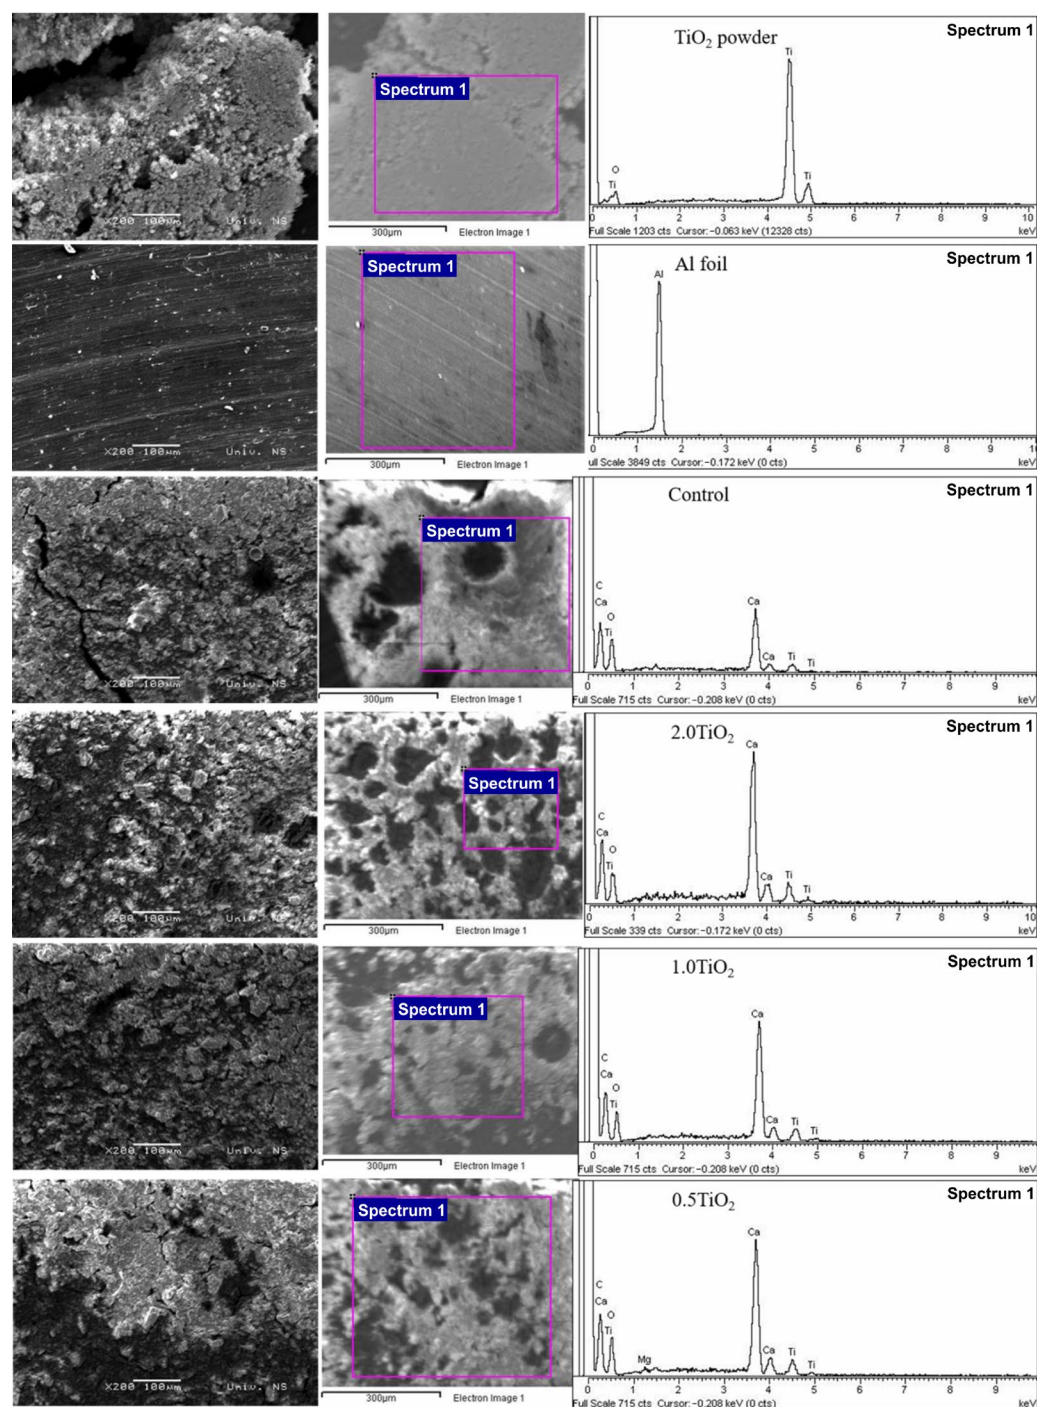 X200 100μm Univ. NS
Spectrum 1
300μm Electron Image 1
TiO2 powder
Spectrum 1
Ti
O
Ti
Ti
0 1 2 3 4 5 6 7 8 9 10
Full Scale 1203 cts Cursor: -0.063 keV (12328 cts) keV
X200 100μm Univ. NS
Spectrum 1
300μm Electron Image 1
Al foil
Spectrum 1
Al
0 1 2 3 4 5 6 7 8 9 10
ull Scale 3849 cts Cursor: -0.172 keV (0 cts) keV
X200 100μm Univ. NS
Spectrum 1
300μm Electron Image 1
Control
Spectrum 1
C
Ca
O
Ti
Ca
Ca
Ti
Ti
0 1 2 3 4 5 6 7 8 9
Full Scale 715 cts Cursor: -0.208 keV (0 cts) keV
X200 100μm Univ. NS
Spectrum 1
300μm Electron Image 1
2.0TiO2
Spectrum 1
Ca
C
Ca
O
Ti
Ca
Ti
Ti
0 1 2 3 4 5 6 7 8 9 10
Full Scale 339 cts Cursor: -0.172 keV (0 cts) keV
X200 100μm Univ. NS
Spectrum 1
300μm Electron Image 1
1.0TiO2
Spectrum 1
Ca
C
Ca
O
Ti
Ca
Ti
Ti
0 1 2 3 4 5 6 7 8 9
Full Scale 715 cts Cursor: -0.208 keV (0 cts) keV
X200 100μm Univ. NS
Spectrum 1
300μm Electron Image 1
0.5TiO2
Spectrum 1
Ca
C
Ca
O
Ti
Mg
Ca
Ti
Ti
0 1 2 3 4 5 6 7 8 9
Full Scale 715 cts Cursor: -0.208 keV (0 cts) keV